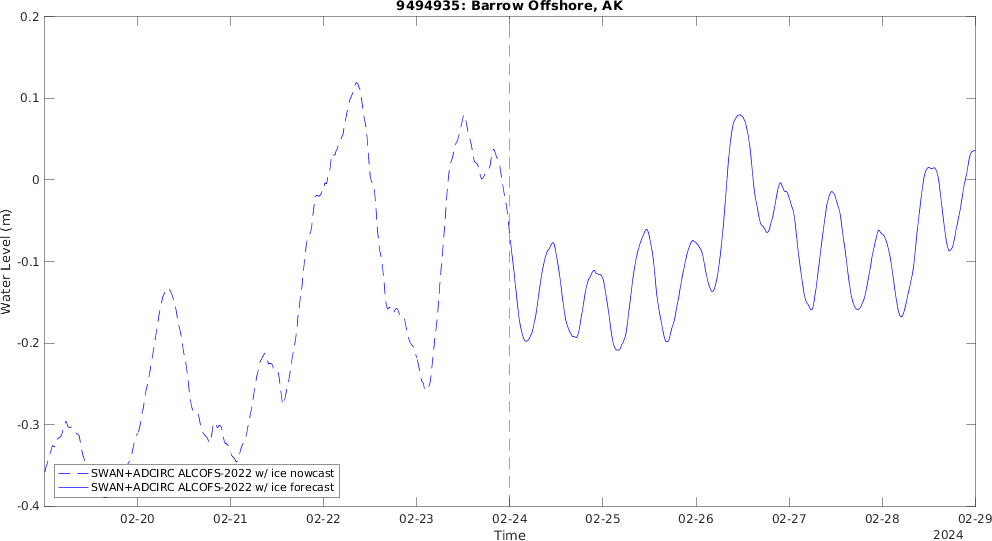 9494935: Barrow Offshore, AK
0.2
0.1
0
-0.1
-0.2
-0.3
-0.4
Water Level (m)
SWAN+ADCIRC ALCOFS-2022 w/ ice nowcast
SWAN+ADCIRC ALCOFS-2022 w/ ice forecast
02-20 02-21 02-22 02-23 02-24 02-25 02-26 02-27 02-28 02-29
Time
2024